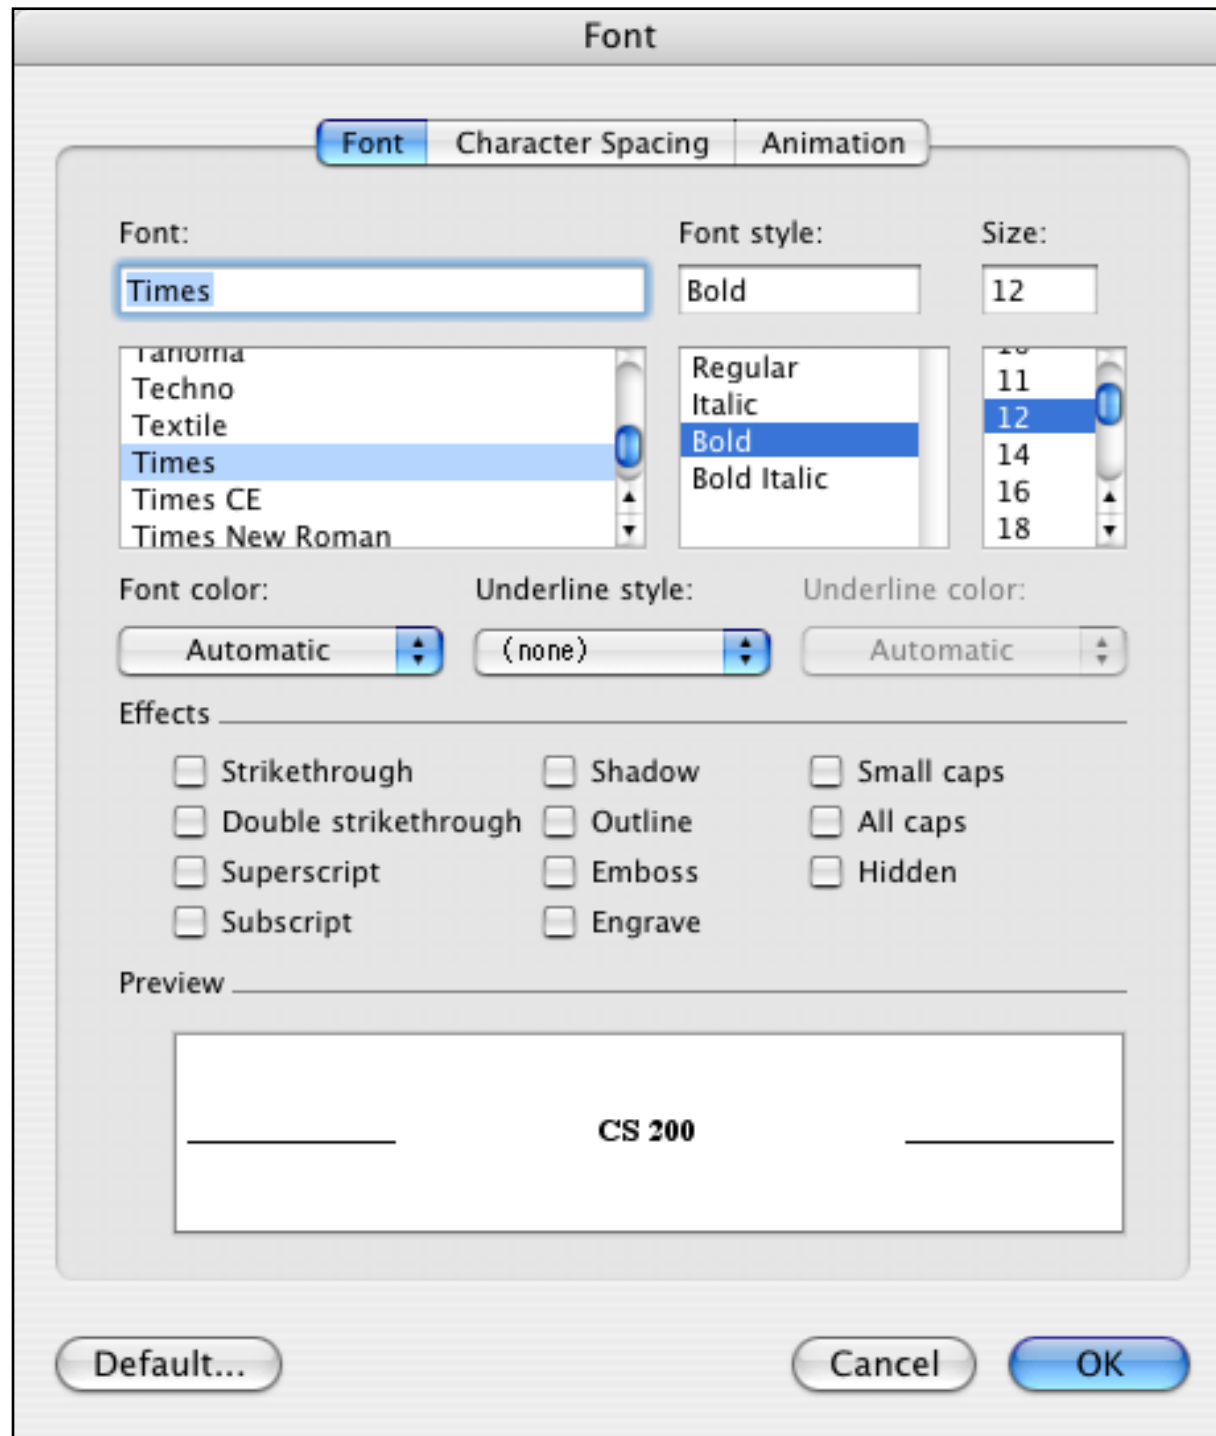 Font
Font Character Spacing Animation
Font: Font style: Size:
Times Bold 12
Tahoma
Techno
Textile
Times
Times CE
Times New Roman
Regular
Italic
Bold
Bold Italic
11
12
14
16
18
Font color: Underline style: Underline color:
Automatic (none) Automatic
Effects
Strikethrough Shadow Small caps
Double strikethrough Outline All caps
Superscript Emboss Hidden
Subscript Engrave
Preview
CS 200
Default... Cancel OK